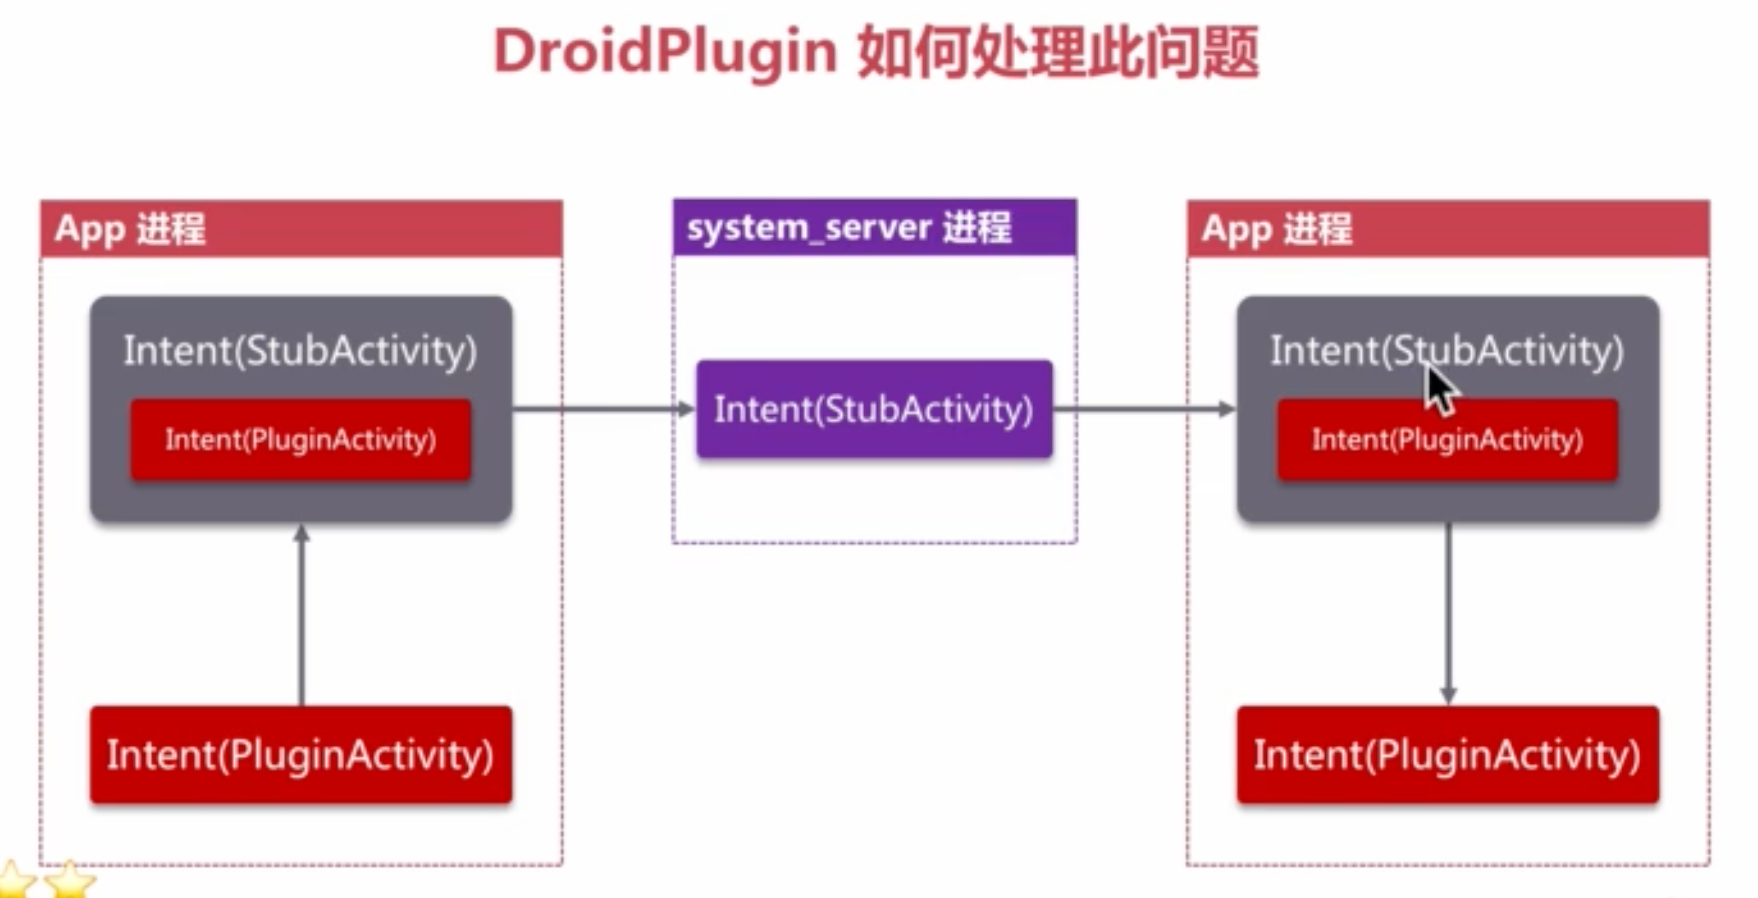 DroidPlugin 如何处理此问题
App 进程
Intent(StubActivity)
Intent(PluginActivity)
Intent(PluginActivity)
system_server 进程
Intent(StubActivity)
App 进程
Intent(StubActivity)
Intent(PluginActivity)
Intent(PluginActivity)